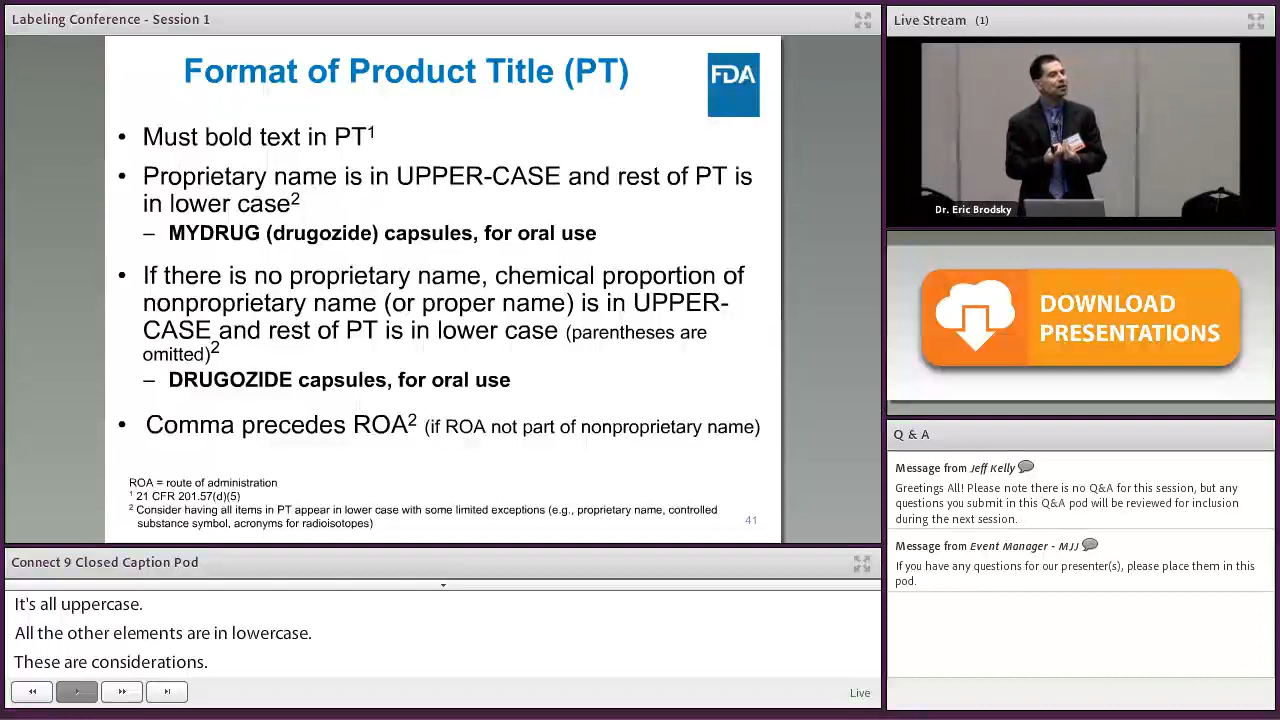 Labeling Conference - Session 1
Format of Product Title (PT)
FDA
• Must bold text in PT1
• Proprietary name is in UPPER-CASE and rest of PT is
in lower case2
– MYDRUG (drugozide) capsules, for oral use
• If there is no proprietary name, chemical proportion of
nonproprietary name (or proper name) is in UPPER-
CASE and rest of PT is in lower case (parentheses are
omitted)2
– DRUGOZIDE capsules, for oral use
• Comma precedes ROA2 (if ROA not part of nonproprietary name)
ROA = route of administration
1 21 CFR 201.57(d)(5)
2 Consider having all items in PT appear in lower case with some limited exceptions (e.g., proprietary name, controlled
substance symbol, acronyms for radioisotopes)
41
Connect 9 Closed Caption Pod
It's all uppercase.
All the other elements are in lowercase.
These are considerations.
Live
Live Stream (1)
Dr. Eric Brodsky
DOWNLOAD
PRESENTATIONS
Q & A
Message from Jeff Kelly
Greetings All! Please note there is no Q&A for this session, but any
questions you submit in this Q&A pod will be reviewed for inclusion
during the next session.
Message from Event Manager - MJJ
If you have any questions for our presenter(s), please place them in this
pod.